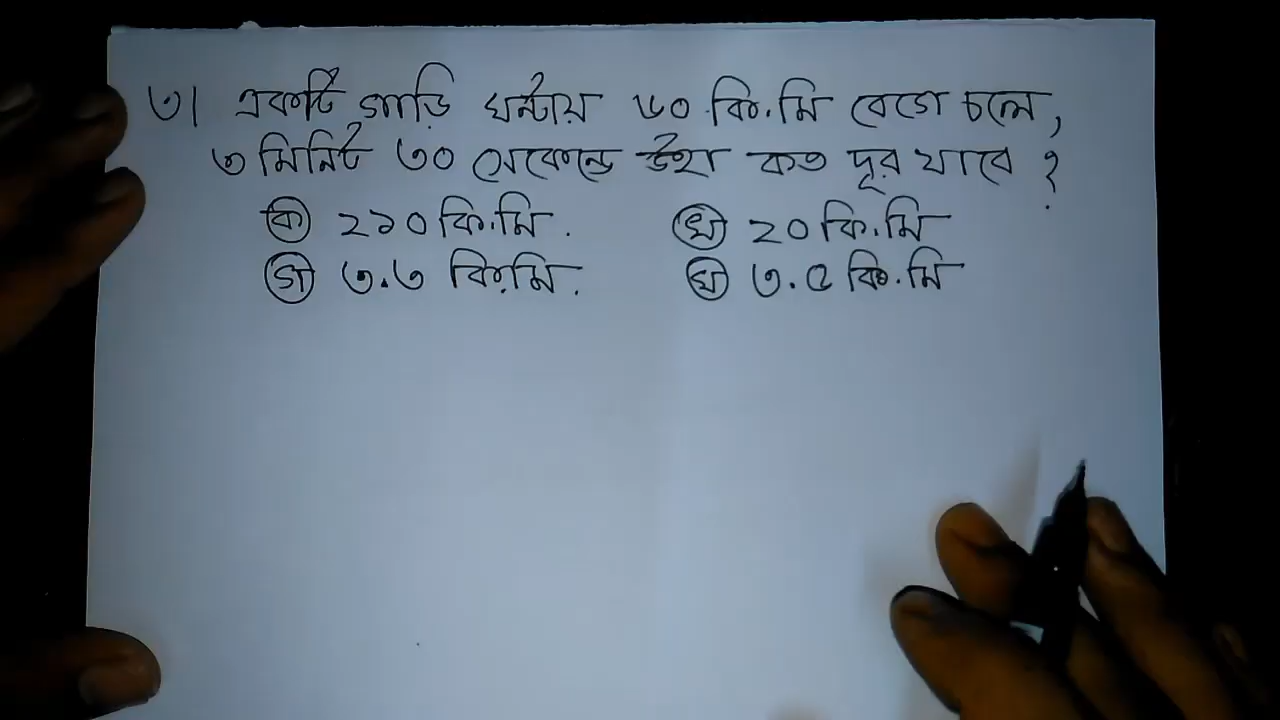 ৩। একটি গাড়ি ঘন্টায় ৬০ কি.মি বেগে চলে,
৩ মিনিট ৩০ সেকেন্ডে উহা কত দূর যাবে ?
ক ২১০ কি.মি. খ ২০ কি.মি
গ ৩.৩ কি.মি. ঘ ৩.৫ কি.মি